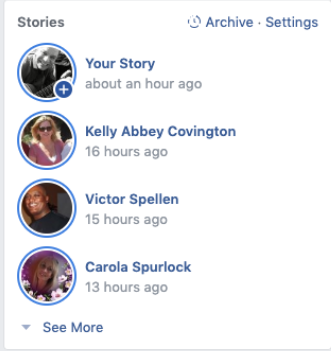 Stories Archive · Settings
Your Story
about an hour ago
Kelly Abbey Covington
16 hours ago
Victor Spellen
15 hours ago
Carola Spurlock
13 hours ago
See More